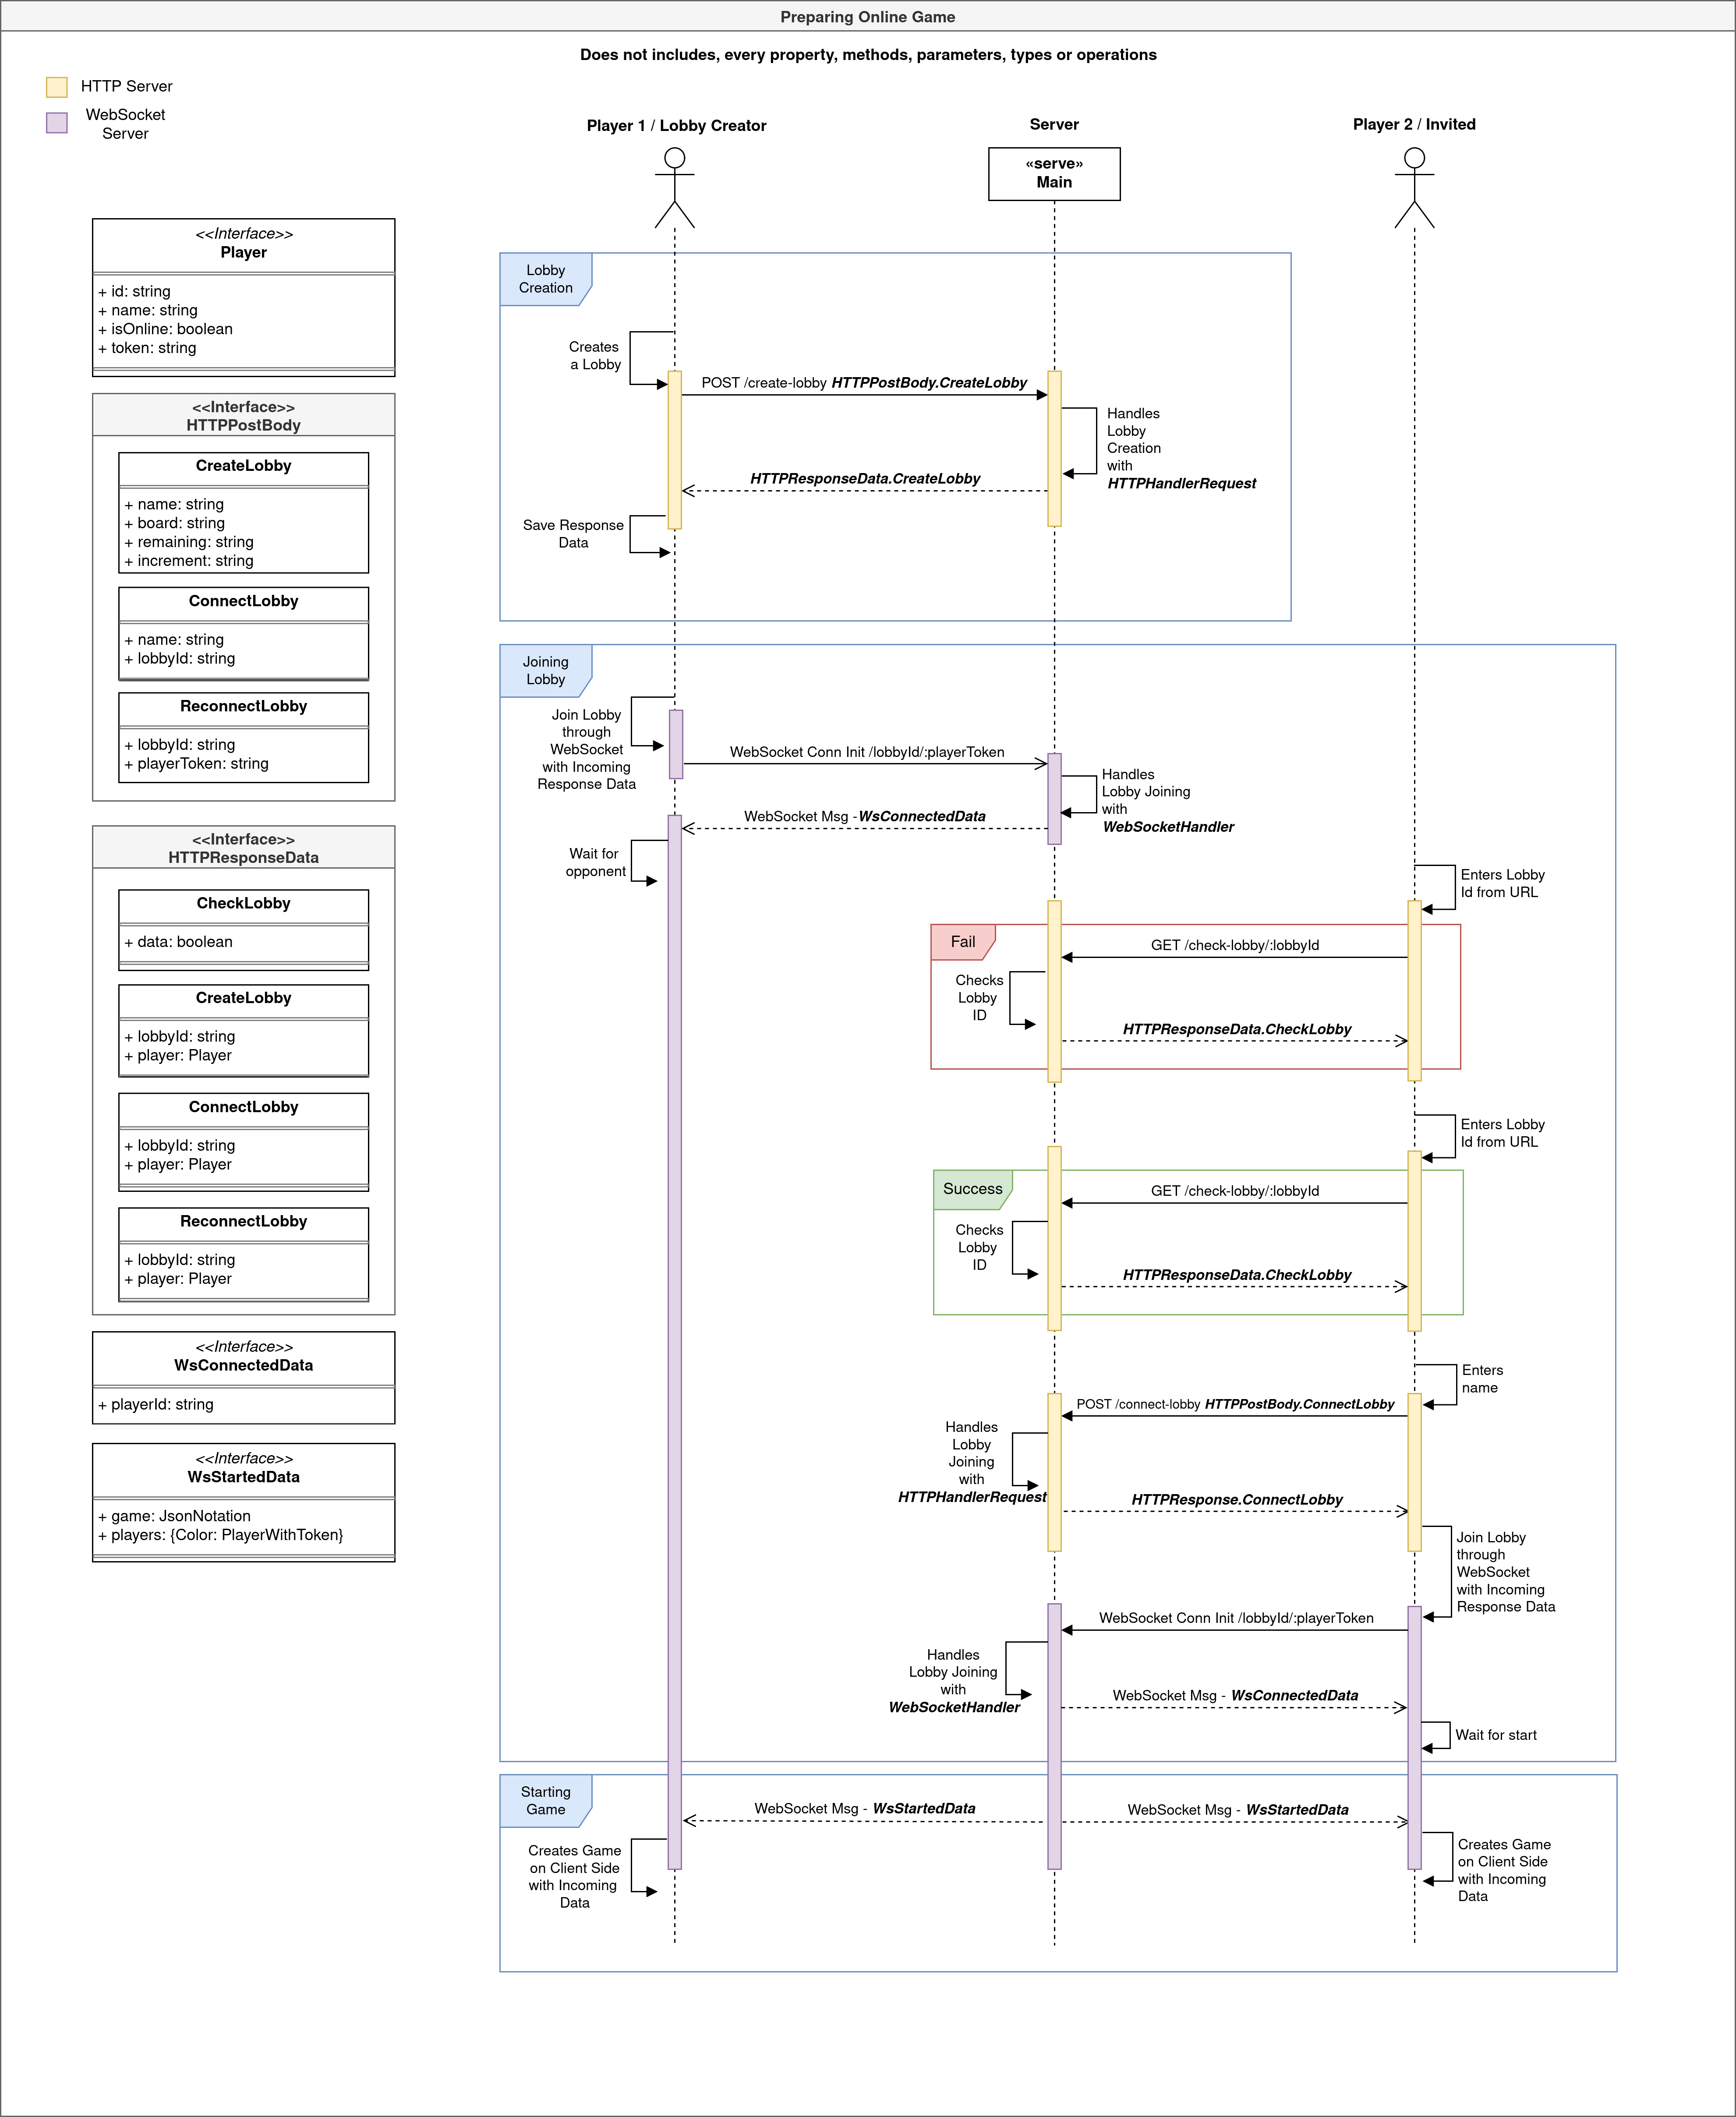 Preparing Online Game
Does not includes, every property, methods, parameters, types or operations
HTTP Server
WebSocket
Server
Player 1 / Lobby Creator
Server
Player 2 / Invited
«serve»
Main
<<Interface>>
Player
+ id: string
+ name: string
+ isOnline: boolean
+ token: string
<<Interface>>
HTTPPostBody
CreateLobby
+ name: string
+ board: string
+ remaining: string
+ increment: string
ConnectLobby
+ name: string
+ lobbyId: string
ReconnectLobby
+ lobbyId: string
+ playerToken: string
<<Interface>>
HTTPResponseData
CheckLobby
+ data: boolean
CreateLobby
+ lobbyId: string
+ player: Player
ConnectLobby
+ lobbyId: string
+ player: Player
ReconnectLobby
+ lobbyId: string
+ player: Player
<<Interface>>
WsConnectedData
+ playerId: string
<<Interface>>
WsStartedData
+ game: JsonNotation
+ players: {Color: PlayerWithToken}
Lobby
Creation
Creates
a Lobby
POST /create-lobby HTTPPostBody.CreateLobby
Handles
Lobby
Creation
with
HTTPHandlerRequest
HTTPResponseData.CreateLobby
Save Response
Data
Joining
Lobby
Join Lobby
through
WebSocket
with Incoming
Response Data
WebSocket Conn Init /lobbyId/:playerToken
Handles
Lobby Joining
with
WebSocketHandler
WebSocket Msg -WsConnectedData
Wait for
opponent
Enters Lobby
Id from URL
Fail
GET /check-lobby/:lobbyId
Checks
Lobby
ID
HTTPResponseData.CheckLobby
Enters Lobby
Id from URL
Success
GET /check-lobby/:lobbyId
Checks
Lobby
ID
HTTPResponseData.CheckLobby
Enters
name
POST /connect-lobby HTTPPostBody.ConnectLobby
Handles
Lobby
Joining
with
HTTPHandlerRequest
HTTPResponse.ConnectLobby
Join Lobby
through
WebSocket
with Incoming
Response Data
WebSocket Conn Init /lobbyId/:playerToken
Handles
Lobby Joining
with
WebSocketHandler
WebSocket Msg - WsConnectedData
Wait for start
Starting
Game
WebSocket Msg - WsStartedData
WebSocket Msg - WsStartedData
Creates Game
on Client Side
with Incoming
Data
Creates Game
on Client Side
with Incoming
Data